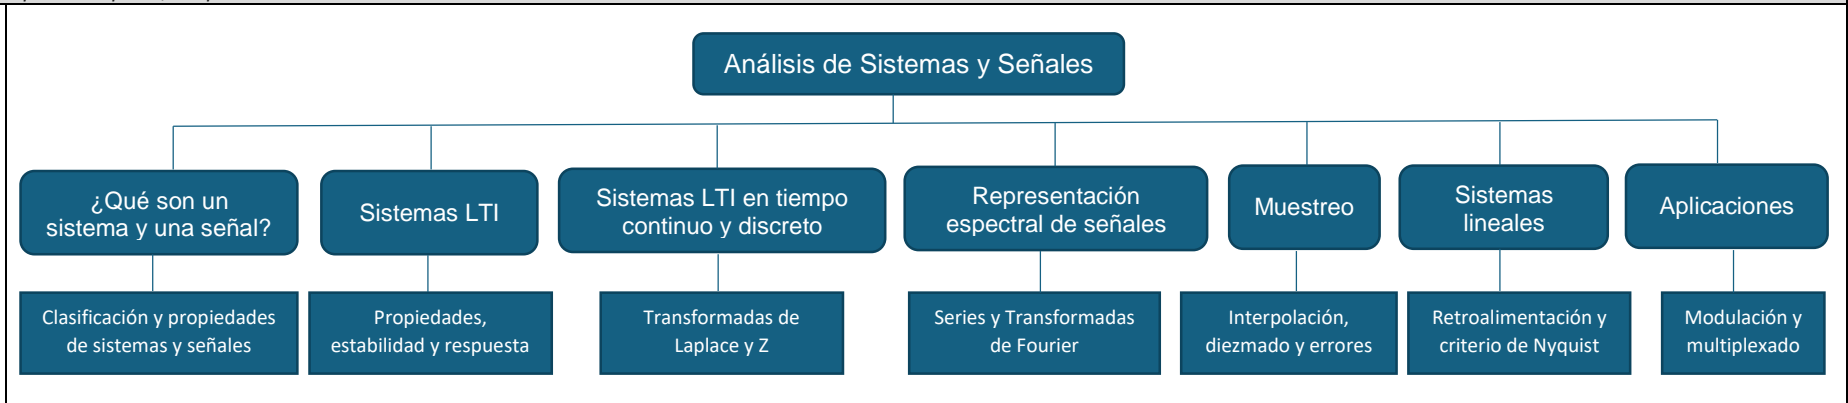 Análisis de Sistemas y Señales
¿Qué son un
sistema y una señal?
Sistemas LTI
Sistemas LTI en tiempo
continuo y discreto
Representación
espectral de señales
Muestreo
Sistemas
lineales
Aplicaciones
Clasificación y propiedades
de sistemas y señales
Propiedades,
estabilidad y respuesta
Transformadas de
Laplace y Z
Series y Transformadas
de Fourier
Interpolación,
diezmado y errores
Retroalimentación y
criterio de Nyquist
Modulación y
multiplexado